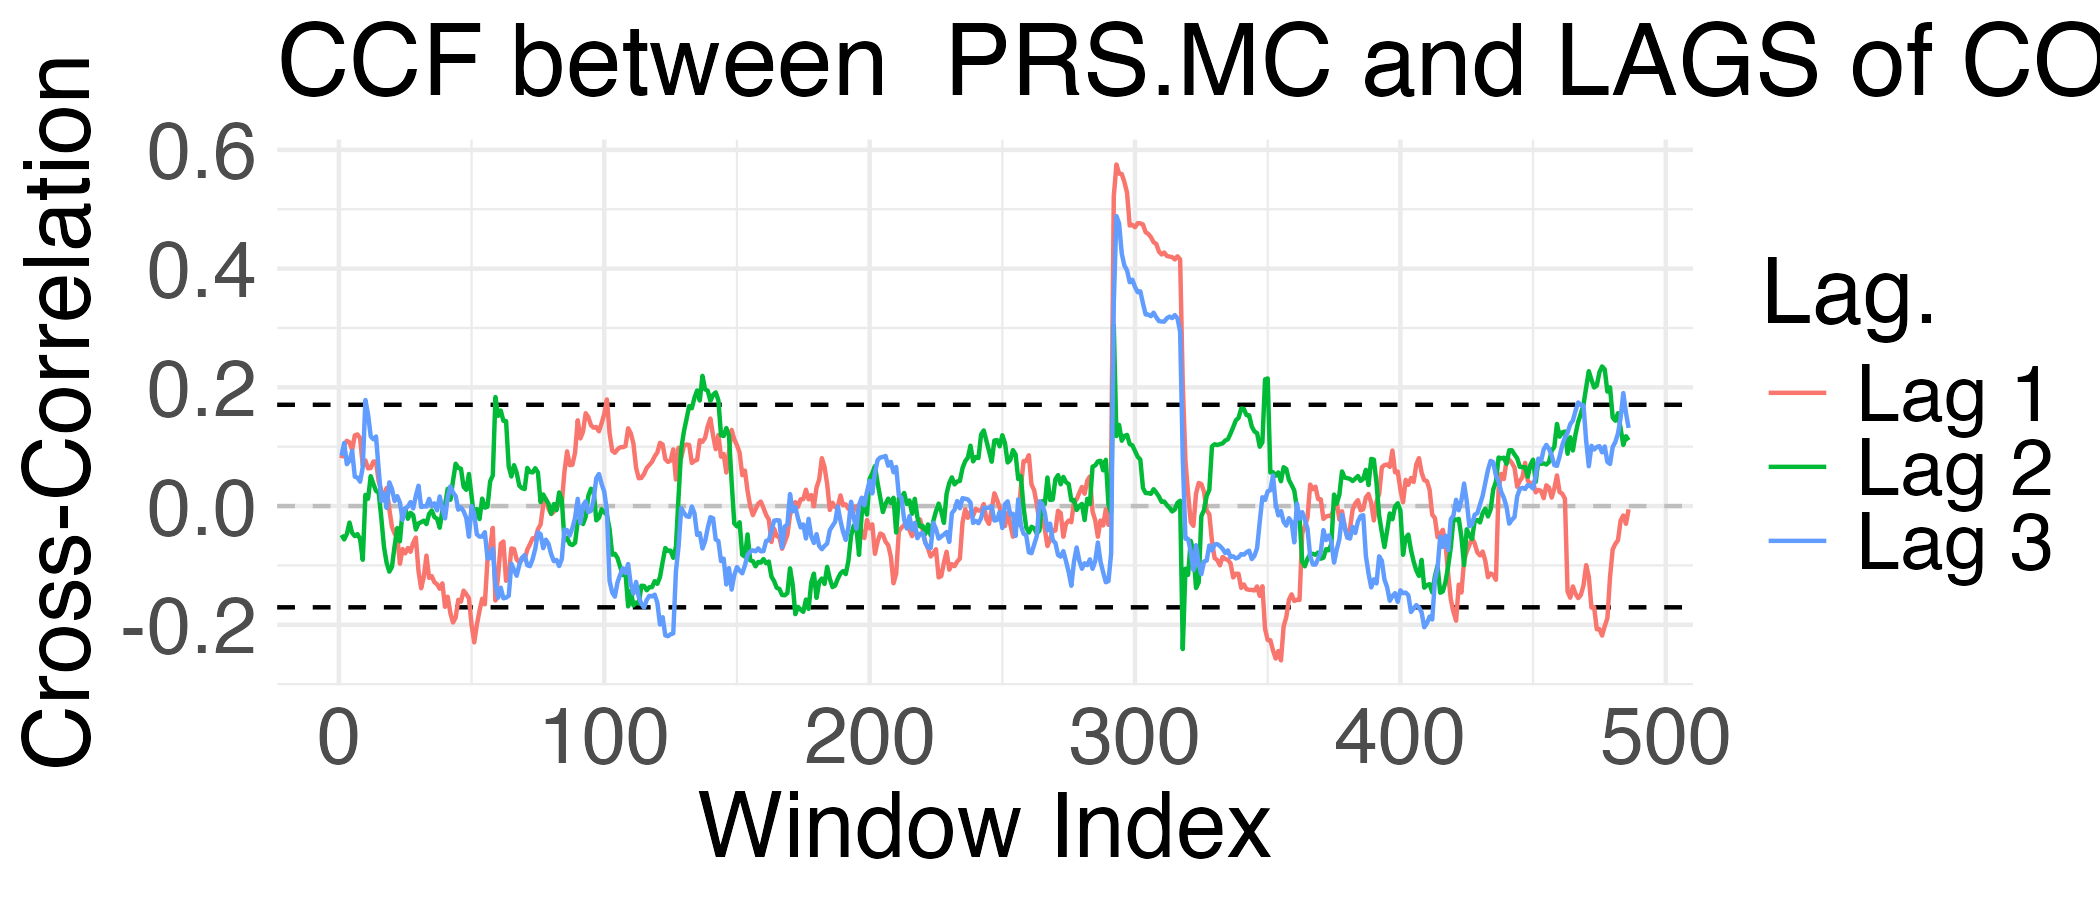 CCF between  PRS.MC and LAGS of CO
Cross-Correlation
0.6
0.4
0.2
0.0
-0.2
0 100 200 300 400 500
Window Index
Lag.
Lag 1
Lag 2
Lag 3